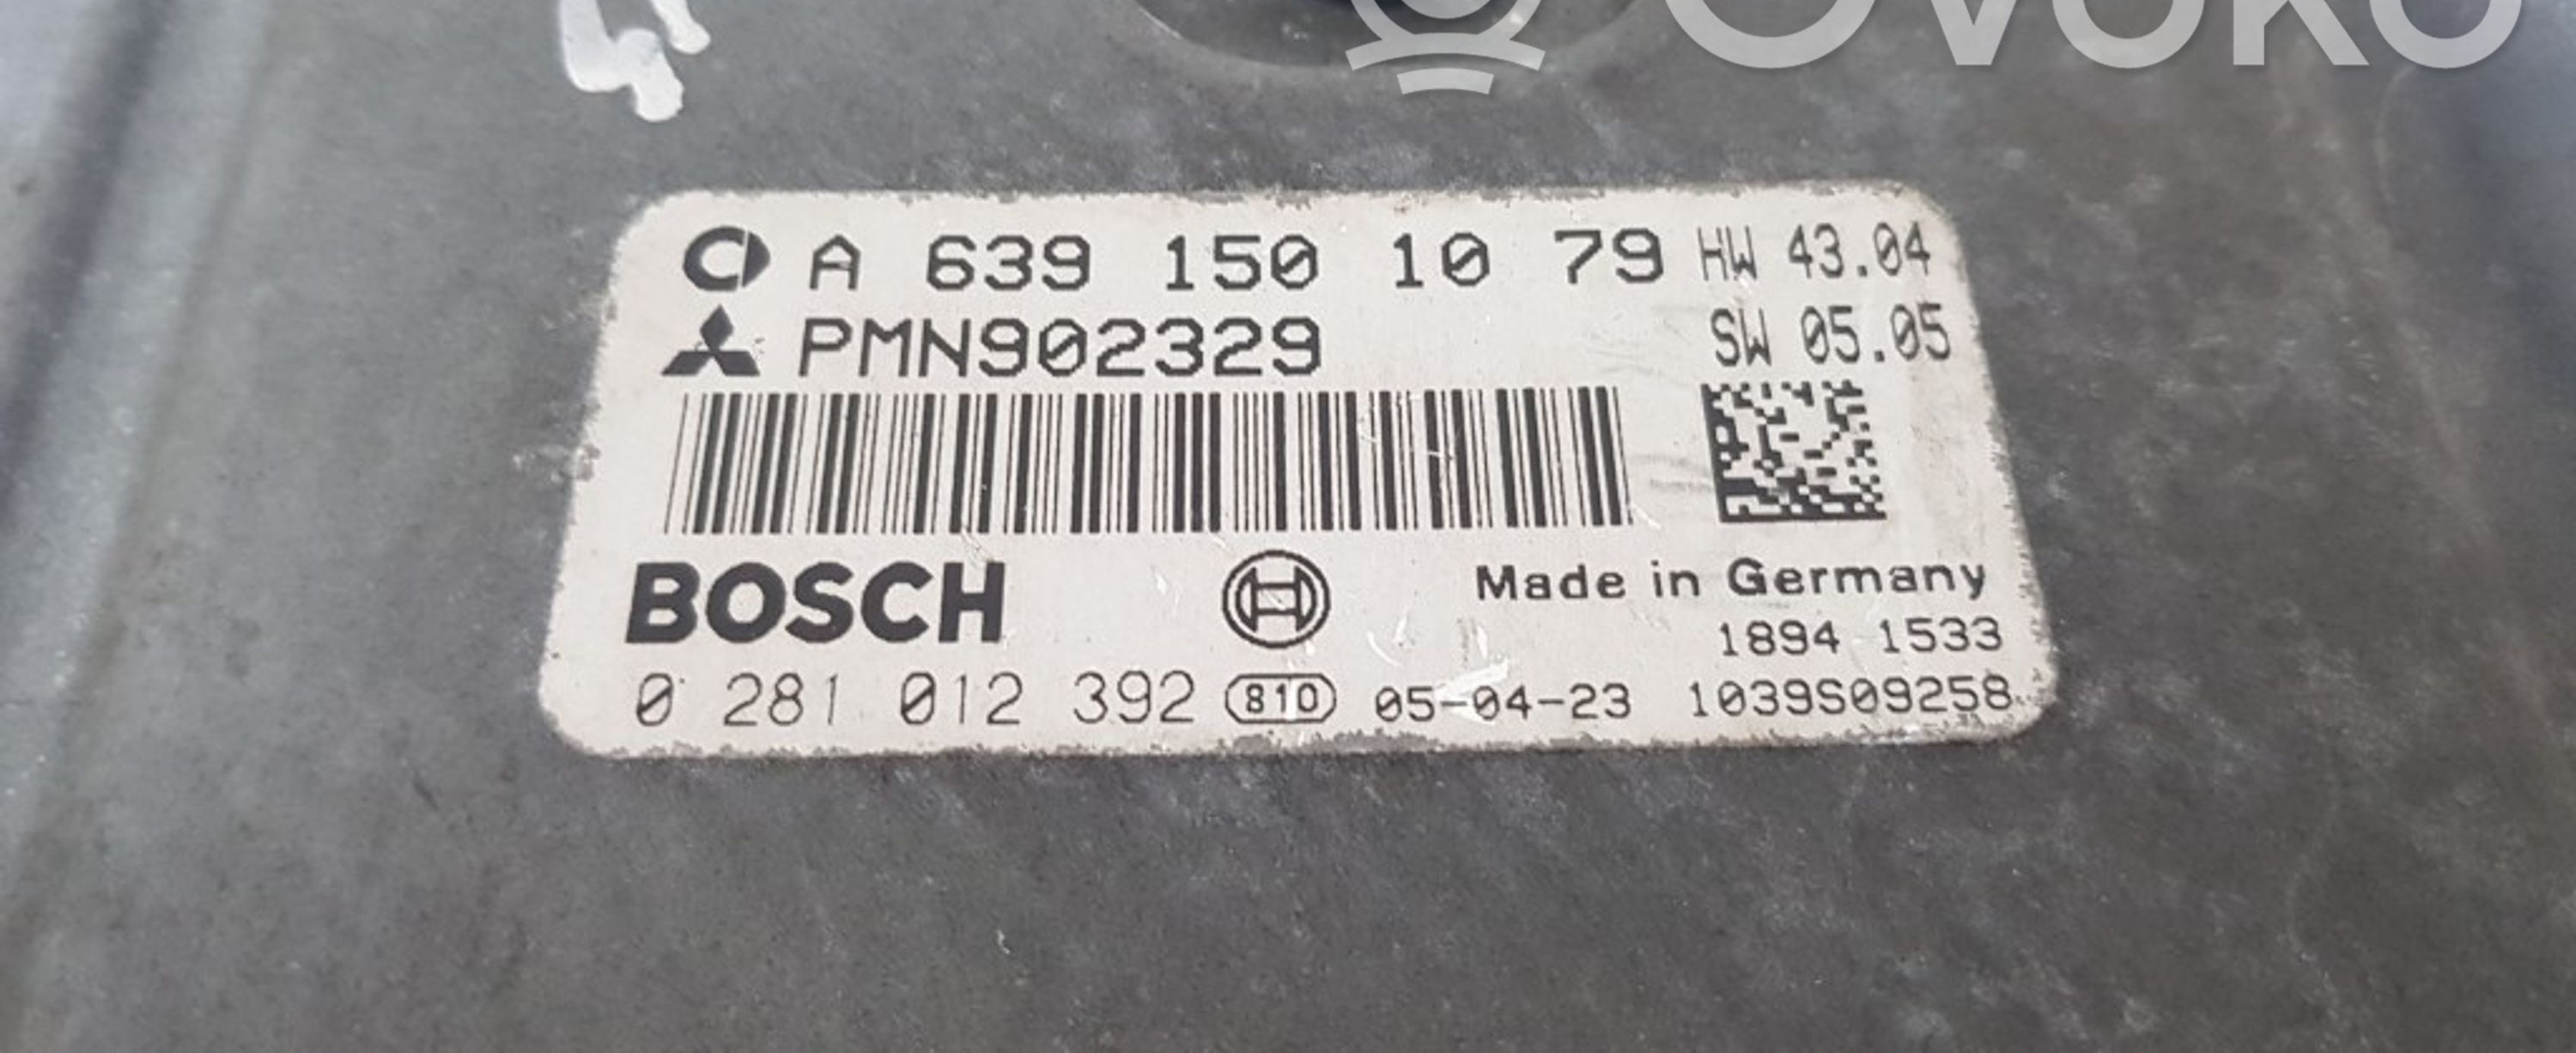 OVOKO
A 639 150 10 79 HW 43.04
PMN902329 SW 05.05
BOSCH
Made in Germany
1894 1533
0 281 012 392 810 05-04-23 1039S09258